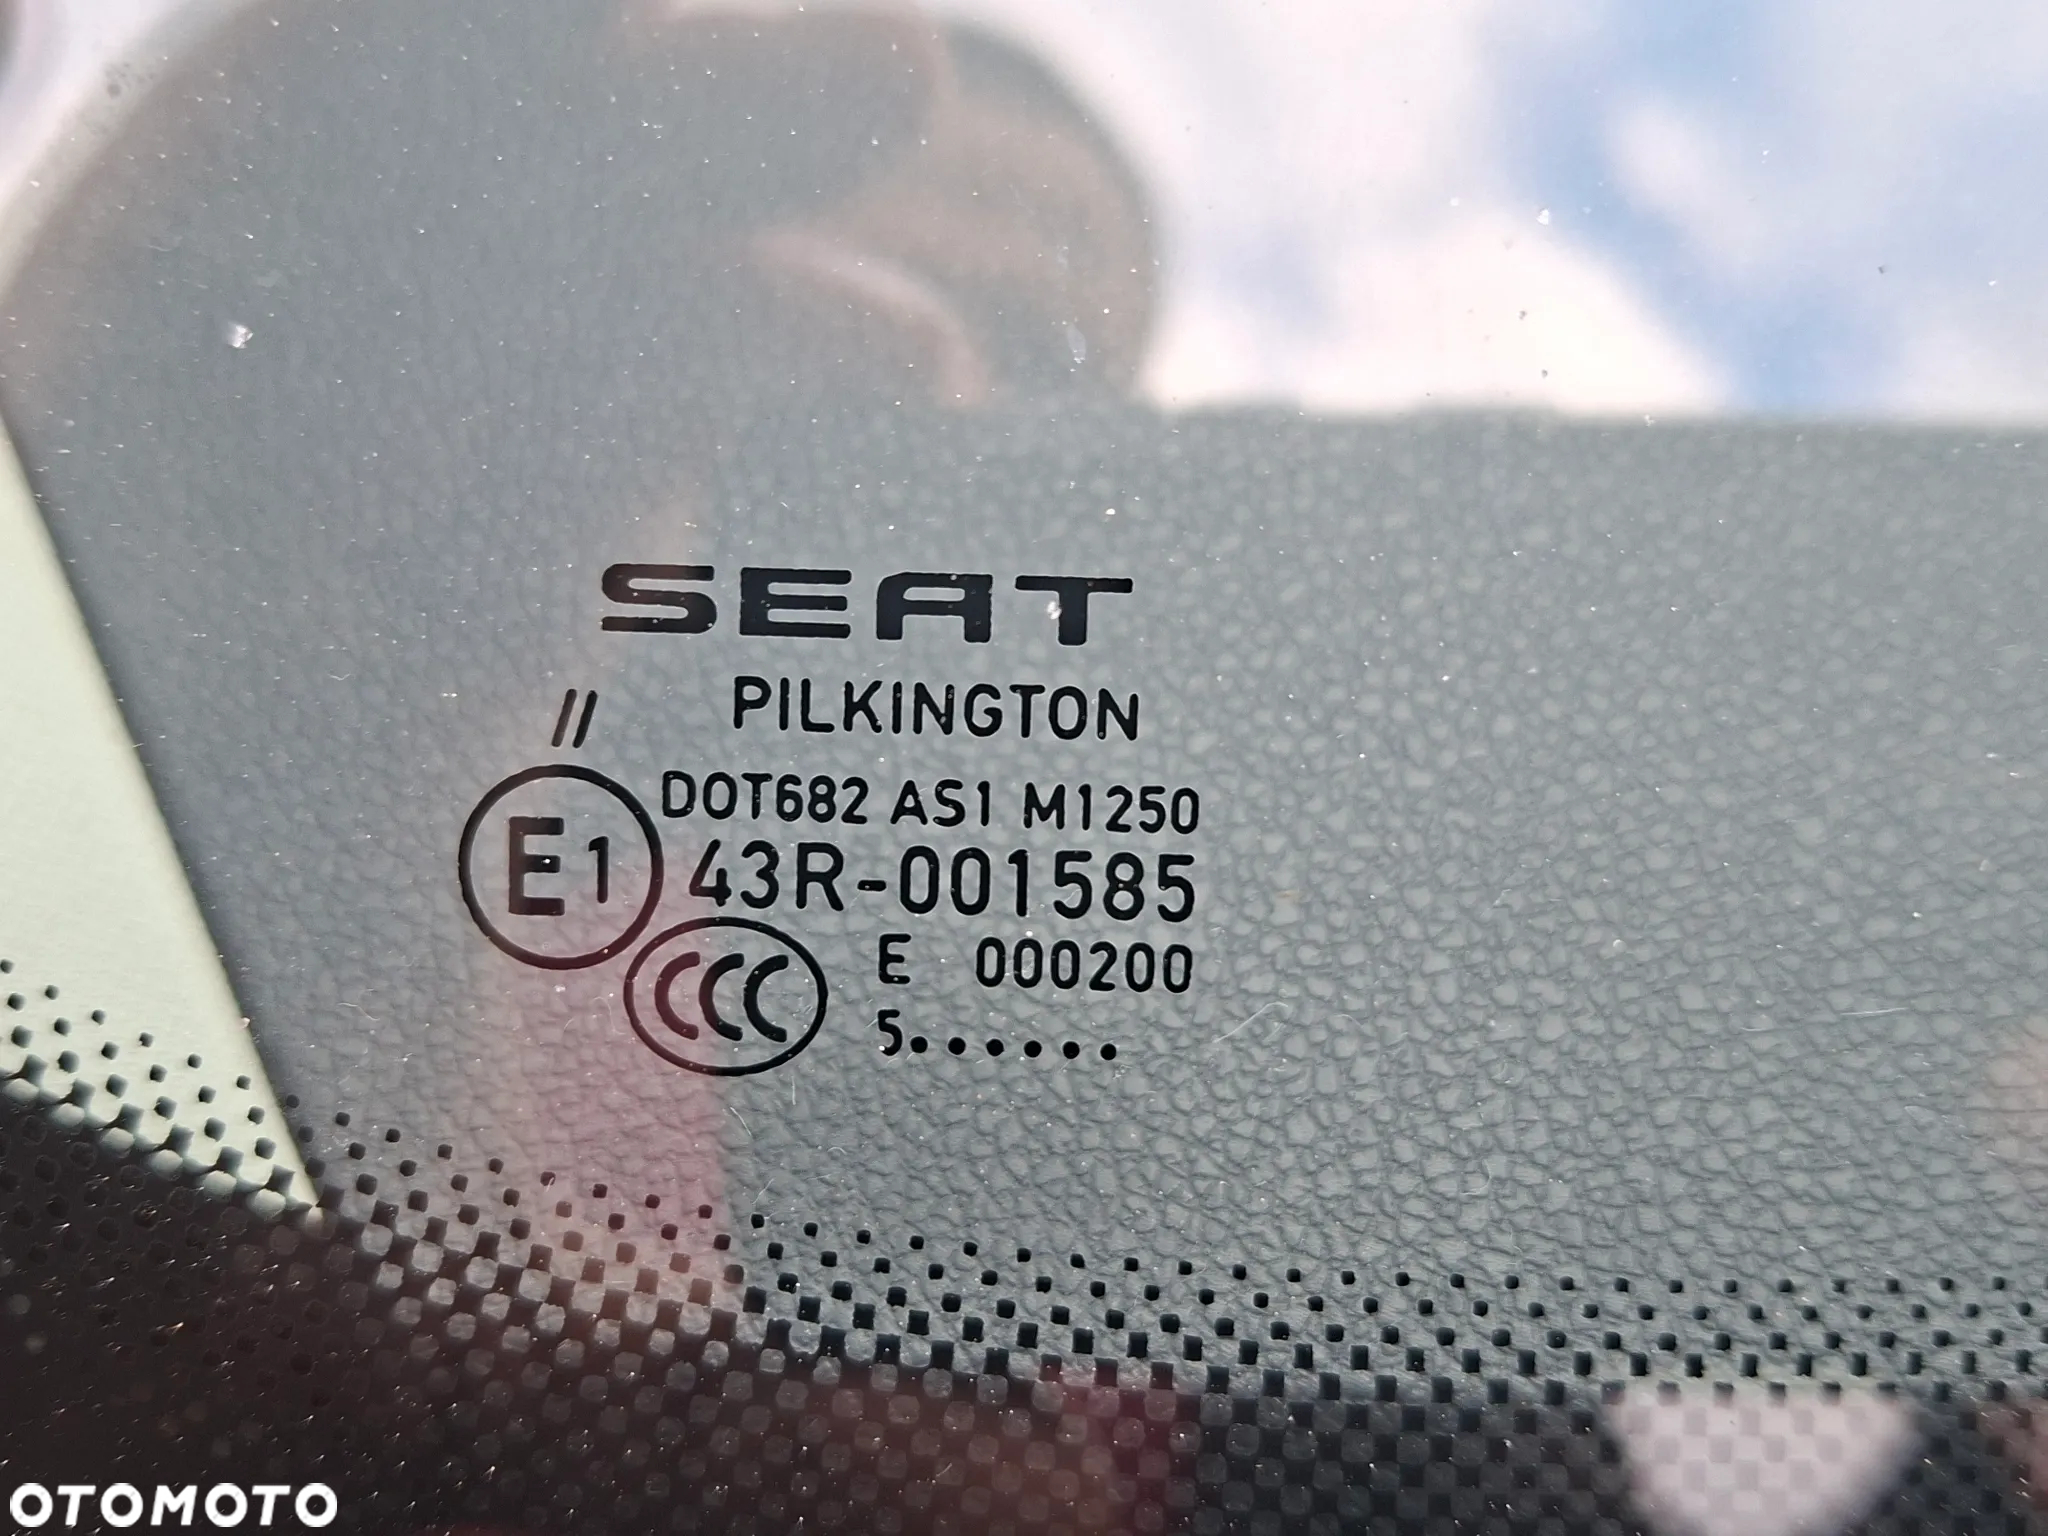 SEAT
PILKINGTON
//
DOT682 AS1 M1250
E1 43R-001585
CCC E 000200
5......
OTOMOTO